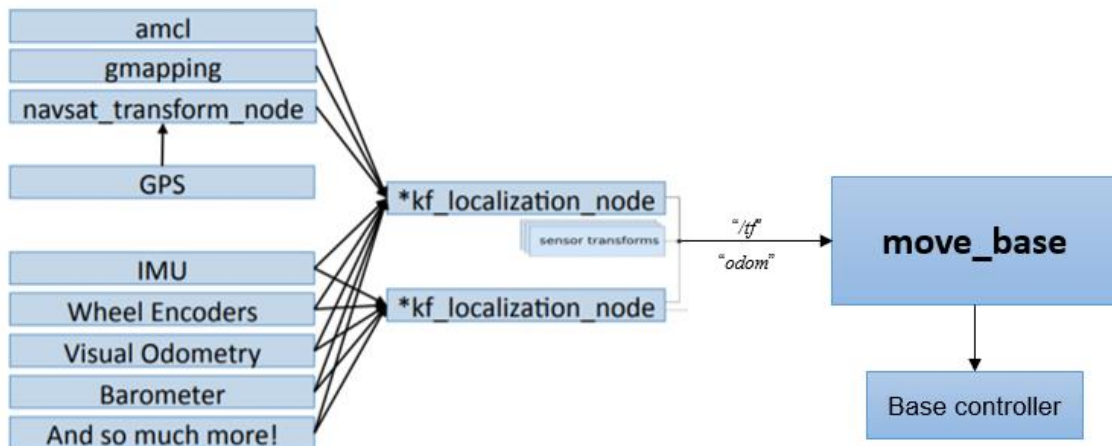 amcl
gmapping
navsat_transform_node
GPS
IMU
Wheel Encoders
Visual Odometry
Barometer
And so much more!
*kf_localization_node
sensor transforms
*kf_localization_node
“/tf”
“odom”
move_base
Base controller